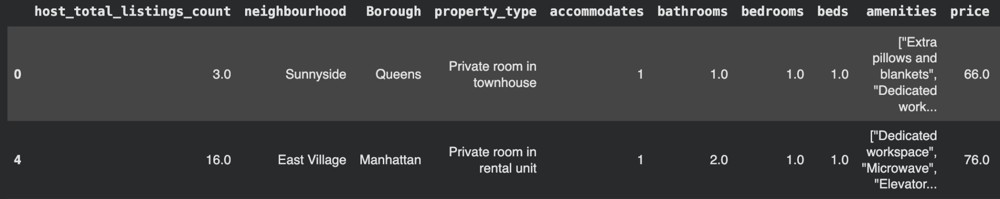 host_total_listings_count neighbourhood Borough property_type accommodates bathrooms bedrooms beds amenities price
0 3.0 Sunnyside Queens Private room in townhouse 1 1.0 1.0 1.0 ["Extra pillows and blankets", "Dedicated work... 66.0
4 16.0 East Village Manhattan Private room in rental unit 1 2.0 1.0 1.0 ["Dedicated workspace", "Microwave", "Elevator... 76.0